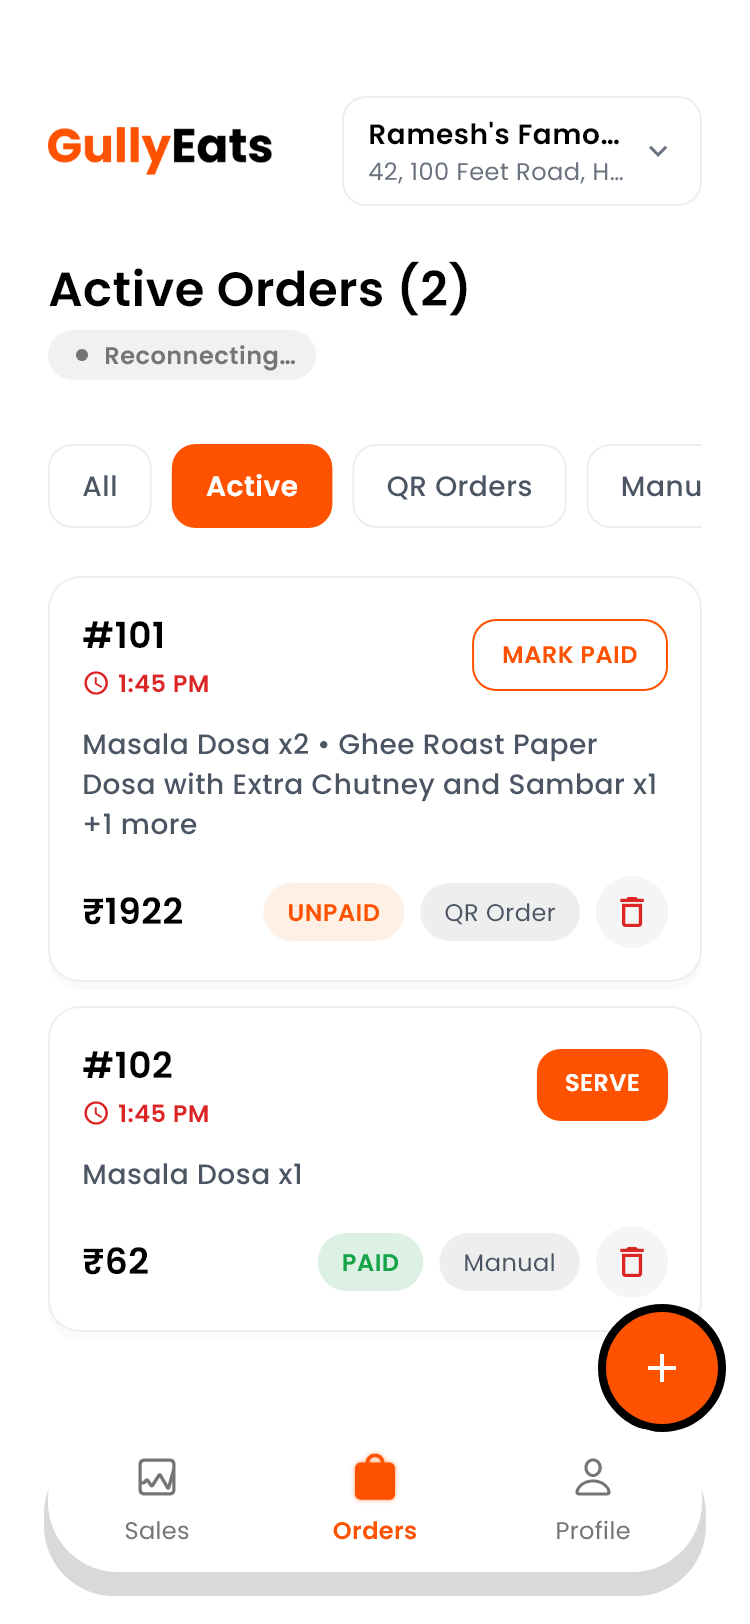 GullyEats
Ramesh's Famo...
42, 100 Feet Road, H...
Active Orders (2)
Reconnecting...
All
Active
QR Orders
Manu
#101
1:45 PM
MARK PAID
Masala Dosa x2 • Ghee Roast Paper
Dosa with Extra Chutney and Sambar x1
+1 more
₹1922
UNPAID
QR Order
#102
1:45 PM
SERVE
Masala Dosa x1
₹62
PAID
Manual
+
Sales
Orders
Profile